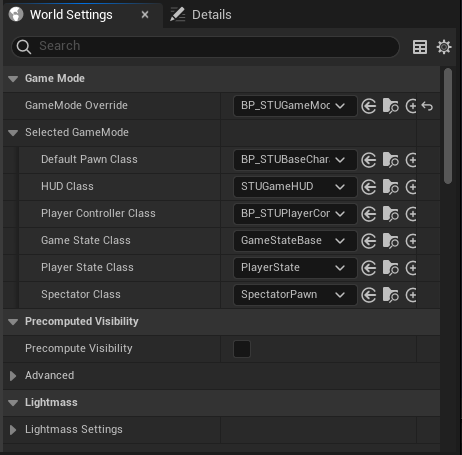 World Settings
Details
Search
Game Mode
GameMode Override BP_STUGameMoc
Selected GameMode
Default Pawn Class BP_STUBaseChar
HUD Class STUGameHUD
Player Controller Class BP_STUPlayerCor
Game State Class GameStateBase
Player State Class PlayerState
Spectator Class SpectatorPawn
Precomputed Visibility
Precompute Visibility
Advanced
Lightmass
Lightmass Settings